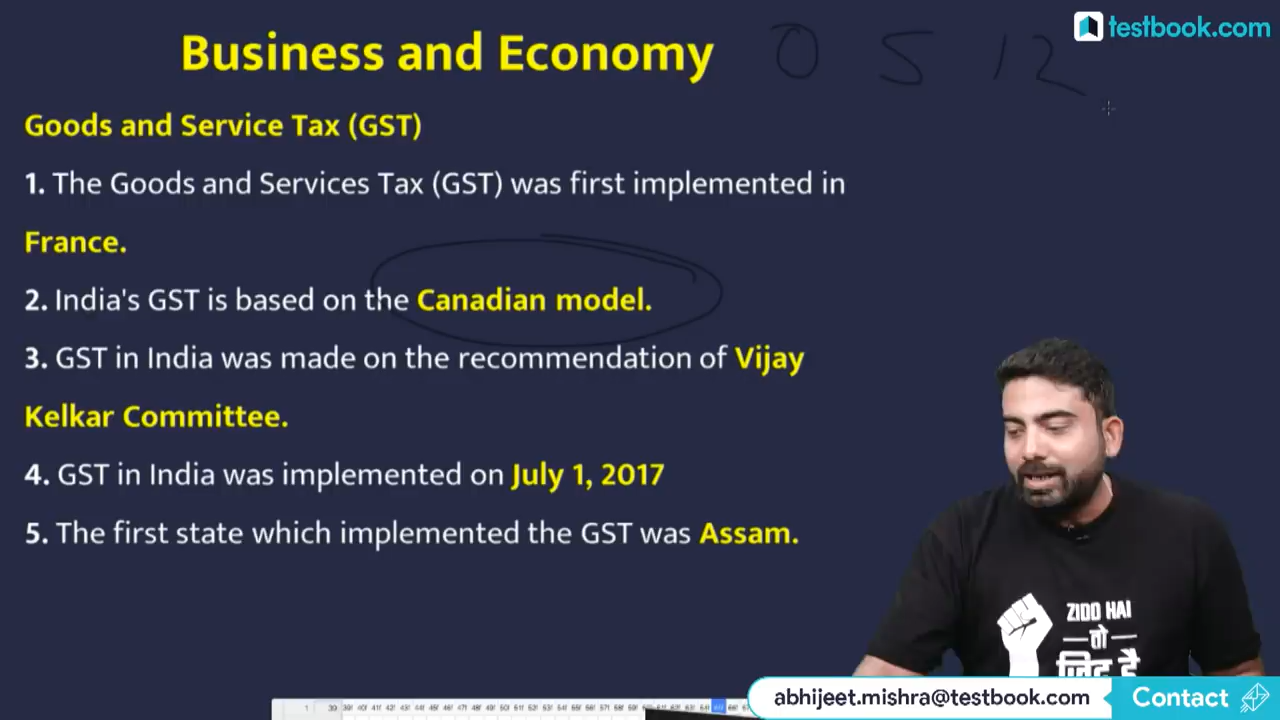 Business and Economy 0 5 12
testbook.com
Goods and Service Tax (GST)
1. The Goods and Services Tax (GST) was first implemented in
France.
2. India's GST is based on the Canadian model.
3. GST in India was made on the recommendation of Vijay
Kelkar Committee.
4. GST in India was implemented on July 1, 2017
5. The first state which implemented the GST was Assam.
ZIDD HAI
तो
ज़िद है
abhijeet.mishra@testbook.com Contact